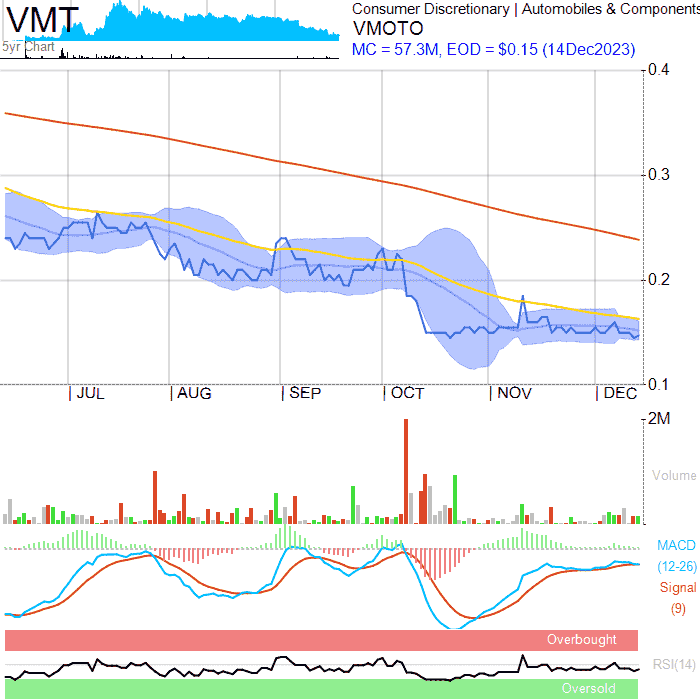 VMT
5yr Chart
Consumer Discretionary | Automobiles & Components
VMOTO
MC = 57.3M, EOD = $0.15 (14Dec2023)
0.4
0.3
0.2
0.1
JUL AUG SEP OCT NOV DEC
2M
Volume
MACD
(12-26)
Signal
(9)
Overbought
RSI(14)
Oversold